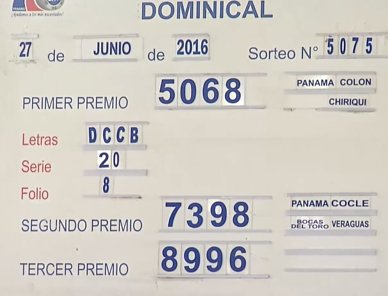 DOMINICAL
27 de JUNIO de 2016 Sorteo N° 5075
PRIMER PREMIO 5068 PANAMA COLON
CHIRIQUI
Letras DCCB
Serie 20
Folio 8
SEGUNDO PREMIO 7398 PANAMA COCLE
BOCAS DEL TORO VERAGUAS
TERCER PREMIO 8996